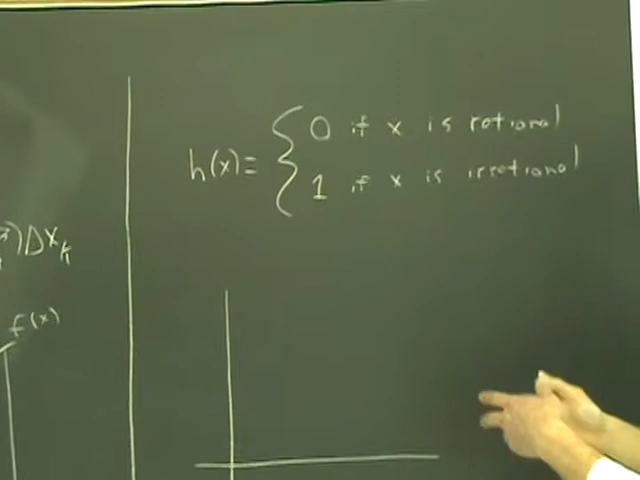 h(x) = { 0 if x is rational
1 if x is irrational
) Δx_k
f(x)